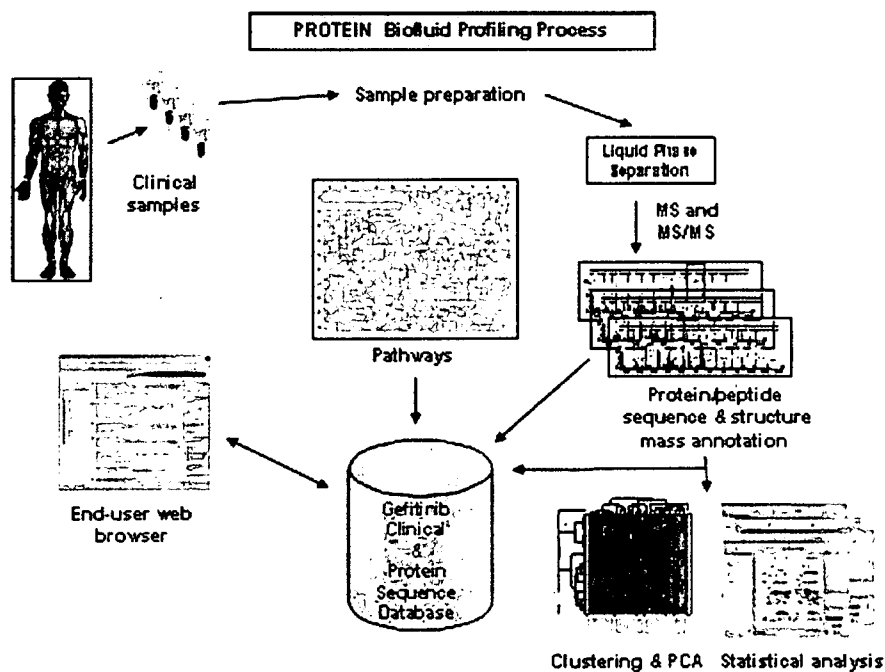 PROTEIN Biofluid Profiling Process
Sample preparation
Clinical
samples
Liquid Phase
Separation
MS and
MS/MS
Pathways
Protein/peptide
sequence & structure
mass annotation
End-user web
browser
Gefitinib
Clinical
&
Protein
Sequence
Database
Clustering & PCA
Statistical analysis